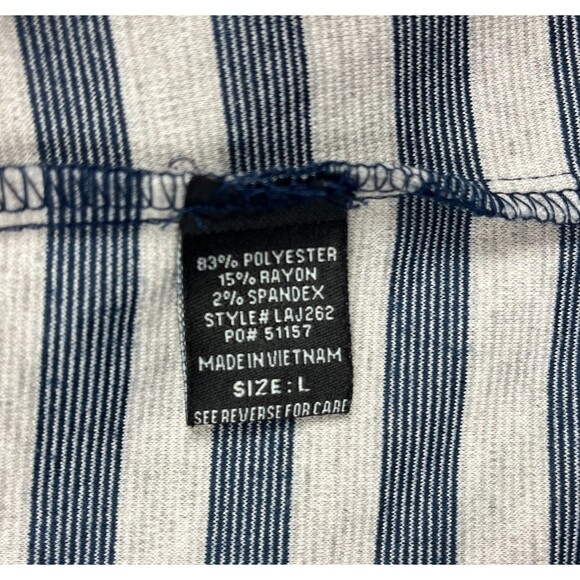 83% POLYESTER
15% RAYON
2% SPANDEX
STYLE# LAJ262
PO# 51157
MADE IN VIETNAM
SIZE: L
SEE REVERSE FOR CARE